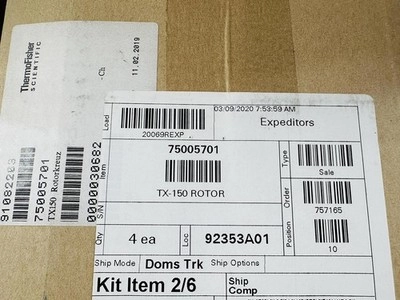 ThermoFisher
SCIENTIFIC
- Ch
11.02.2019
91082203
75005701
TX150 Rotorkreuz
S/N
0000030682
03/09/2020 7:53:59 AM
Load
20069REXP
Expeditors
Item
75005701
TX-150 ROTOR
Type
Sale
Order
757165
Position
10
Qty
4 ea
Loc
92353A01
Ship Mode
Doms Trk
Ship Options
Kit Item 2/6
Ship
Comp